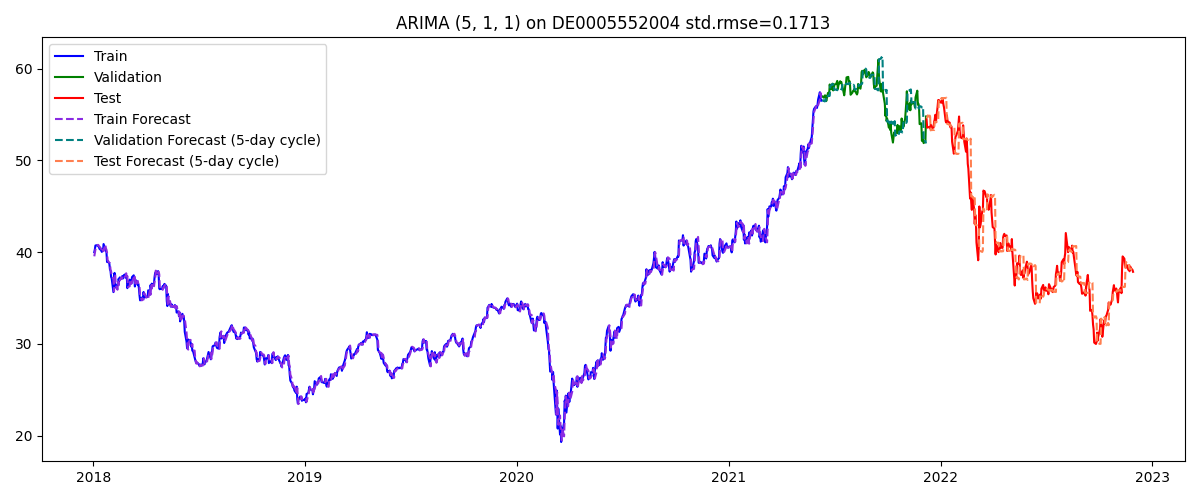 ARIMA (5, 1, 1) on DE0005552004 std.rmse=0.1713
Train
Validation
Test
Train Forecast
Validation Forecast (5-day cycle)
Test Forecast (5-day cycle)
60
50
40
30
20
2018 2019 2020 2021 2022 2023